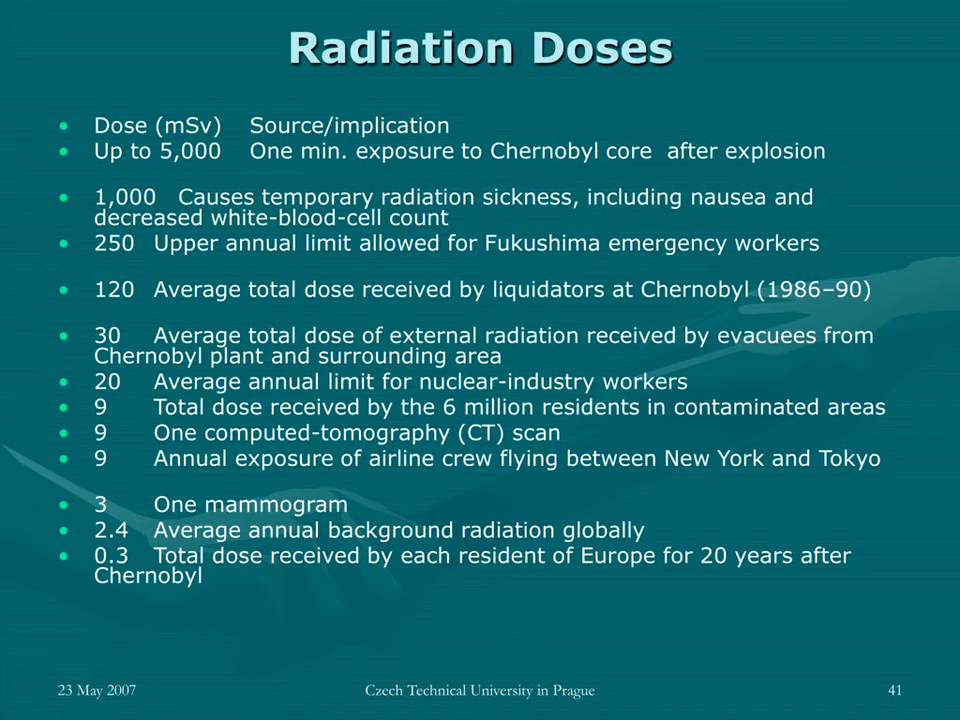 Radiation Doses
• Dose (mSv) Source/implication
• Up to 5,000 One min. exposure to Chernobyl core after explosion
• 1,000 Causes temporary radiation sickness, including nausea and
decreased white-blood-cell count
• 250 Upper annual limit allowed for Fukushima emergency workers
• 120 Average total dose received by liquidators at Chernobyl (1986–90)
• 30 Average total dose of external radiation received by evacuees from
Chernobyl plant and surrounding area
• 20 Average annual limit for nuclear-industry workers
• 9 Total dose received by the 6 million residents in contaminated areas
• 9 One computed-tomography (CT) scan
• 9 Annual exposure of airline crew flying between New York and Tokyo
• 3 One mammogram
• 2.4 Average annual background radiation globally
• 0.3 Total dose received by each resident of Europe for 20 years after
Chernobyl
23 May 2007 Czech Technical University in Prague 41